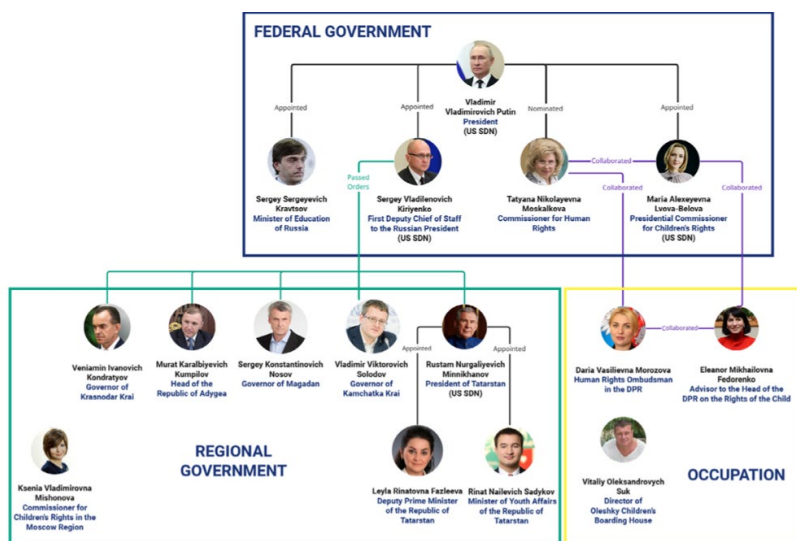 FEDERAL GOVERNMENT
Vladimir
Vladimirovich Putin
President
(US SDN)
Appointed
Appointed
Nominated
Appointed
Sergey Sergeyevich
Kravtsov
Minister of Education
of Russia
Passed
Orders
Sergey Vladilenovich
Kiriyenko
First Deputy Chief of Staff
to the Russian President
(US SDN)
Tatyana Nikolayevna
Moskalkova
Commissioner for Human
Rights
Collaborated
Collaborated
Maria Alexeyevna
Lvova-Belova
Presidential Commissioner
for Children's Rights
(US SDN)
Collaborated
Veniamin Ivanovich
Kondratyov
Governor of
Krasnodar Krai
Murat Karalbiyevich
Kumpilov
Head of the
Republic of Adygea
Sergey Konstantinovich
Nosov
Governor of Magadan
Vladimir Viktorovich
Solodov
Governor of
Kamchatka Krai
Appointed
Rustam Nurgaliyevich
Minnikhanov
President of Tatarstan
(US SDN)
Appointed
Ksenia Vladimirovna
Mishonova
Commissioner for
Children's Rights in the
Moscow Region
REGIONAL
GOVERNMENT
Leyla Rinatovna Fazleeva
Deputy Prime Minister
of the Republic of
Tatarstan
Rinat Nailevich Sadykov
Minister of Youth Affairs
of the Republic of
Tatarstan
Daria Vasilievna Morozova
Human Rights Ombudsman
in the DPR
Collaborated
Eleanor Mikhailovna
Fedorenko
Advisor to the Head of the
DPR on the Rights of the Child
Vitaliy Oleksandrovych
Suk
Director of
Oleshky Children's
Boarding House
OCCUPATION